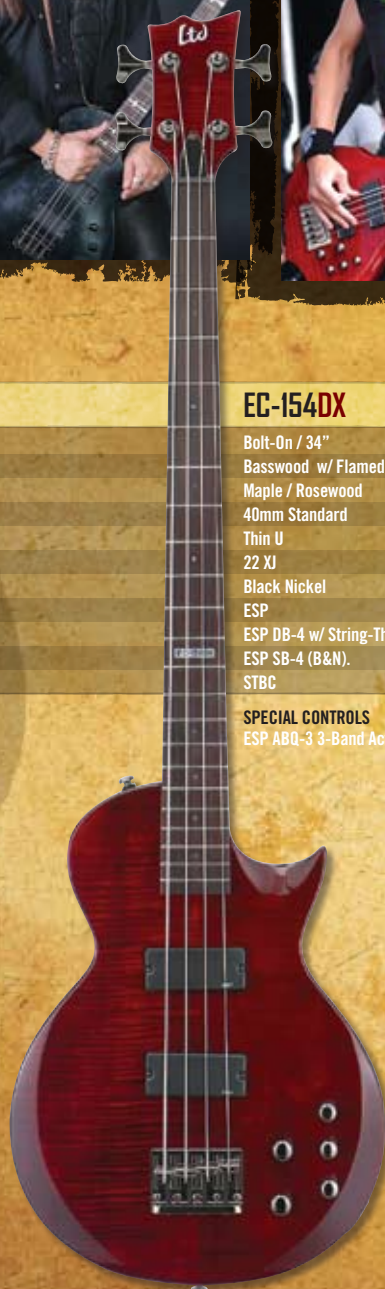 Ltd
EC-154DX
Bolt-On / 34"
Basswood w/ Flamed
Maple / Rosewood
40mm Standard
Thin U
22 XJ
Black Nickel
ESP
ESP DB-4 w/ String-Th
ESP SB-4 (B&N).
STBC
SPECIAL CONTROLS
ESP ABQ-3 3-Band Ac